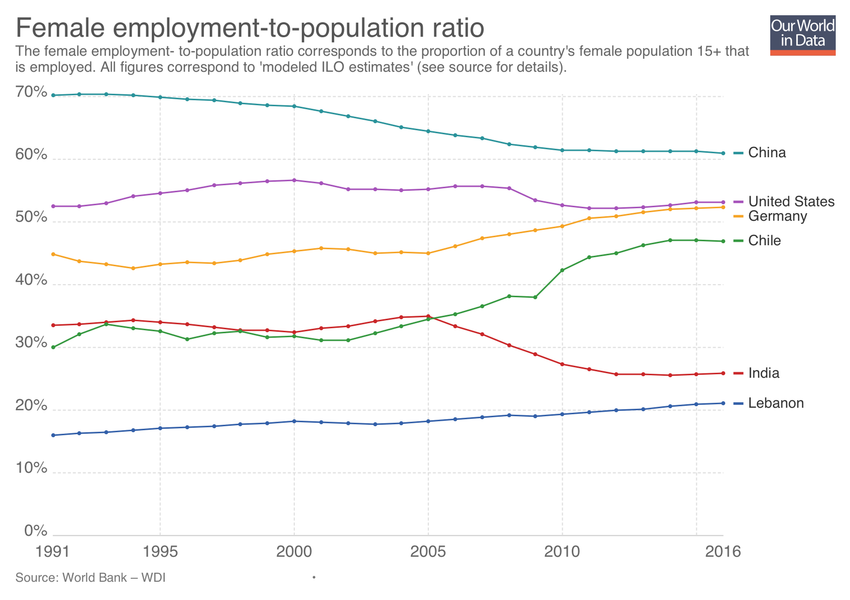 Female employment-to-population ratio
Our World
in Data
The female employment- to-population ratio corresponds to the proportion of a country's female population 15+ that
is employed. All figures correspond to 'modeled ILO estimates' (see source for details).
70%
60%
50%
40%
30%
20%
10%
0%
China
United States
Germany
Chile
India
Lebanon
1991 1995 2000 2005 2010 2016
Source: World Bank – WDI